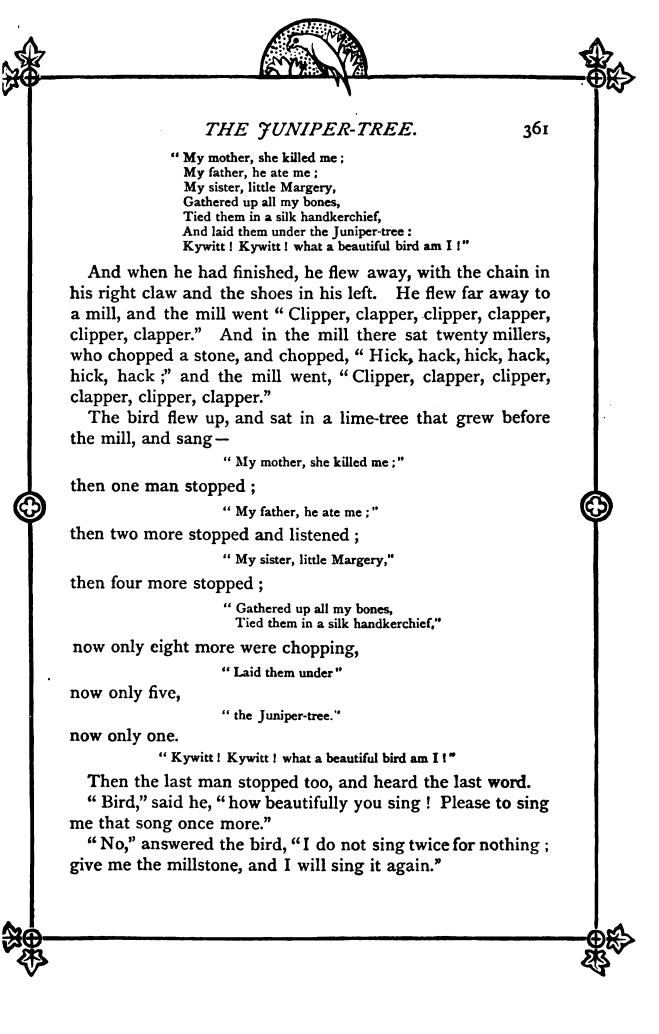 THE JUNIPER-TREE. 361
“ My mother, she killed me ;
My father, he ate me ;
My sister, little Margery,
Gathered up all my bones,
Tied them in a silk handkerchief,
And laid them under the Juniper-tree :
Kywitt ! Kywitt ! what a beautiful bird am I !”
And when he had finished, he flew away, with the chain in
his right claw and the shoes in his left. He flew far away to
a mill, and the mill went “ Clipper, clapper, clipper, clapper,
clipper, clapper.” And in the mill there sat twenty millers,
who chopped a stone, and chopped, “ Hick, hack, hick, hack,
hick, hack ;” and the mill went, “ Clipper, clapper, clipper,
clapper, clipper, clapper.”
The bird flew up, and sat in a lime-tree that grew before
the mill, and sang—
“ My mother, she killed me ;”
then one man stopped ;
“ My father, he ate me ;”
then two more stopped and listened ;
“ My sister, little Margery,”
then four more stopped ;
“ Gathered up all my bones,
Tied them in a silk handkerchief,”
now only eight more were chopping,
“ Laid them under”
now only five,
“ the Juniper-tree.”
now only one.
“ Kywitt ! Kywitt ! what a beautiful bird am I !”
Then the last man stopped too, and heard the last word.
“ Bird,” said he, “ how beautifully you sing ! Please to sing
me that song once more.”
“ No,” answered the bird, “ I do not sing twice for nothing ;
give me the millstone, and I will sing it again.”